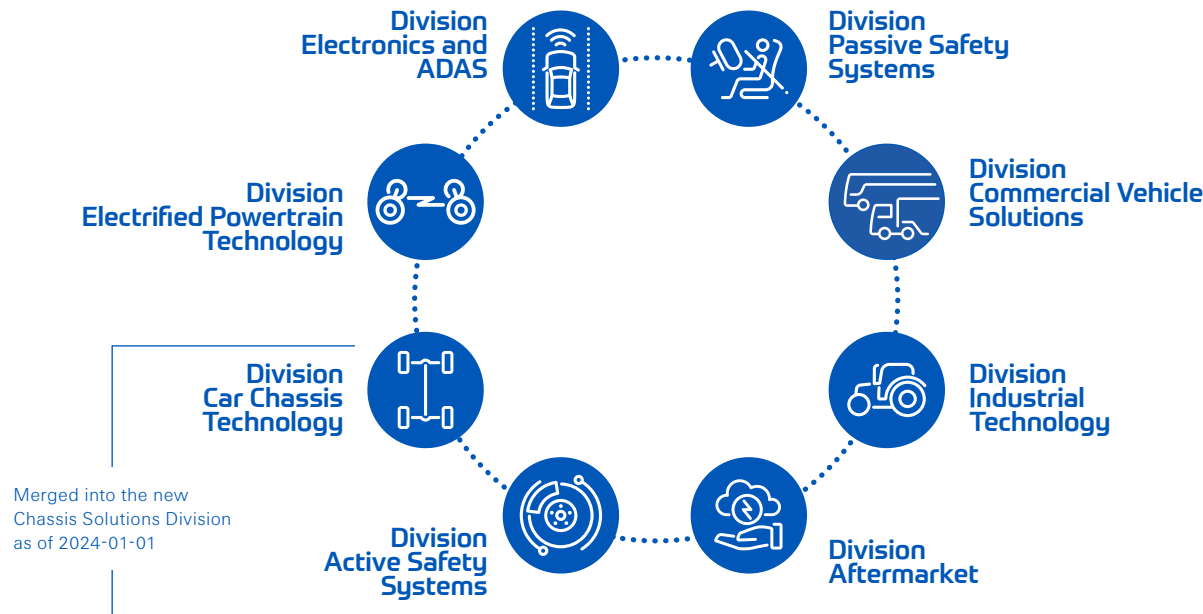 Division
Electronics and
ADAS
Division
Passive Safety
Systems
Division
Electrified Powertrain
Technology
Division
Commercial Vehicle
Solutions
Division
Car Chassis
Technology
Division
Industrial
Technology
Merged into the new
Chassis Solutions Division
as of 2024-01-01
Division
Active Safety
Systems
Division
Aftermarket